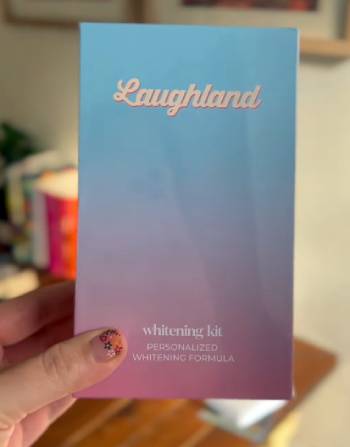 Laughland
whitening kit
PERSONALIZED
WHITENING FORMULA